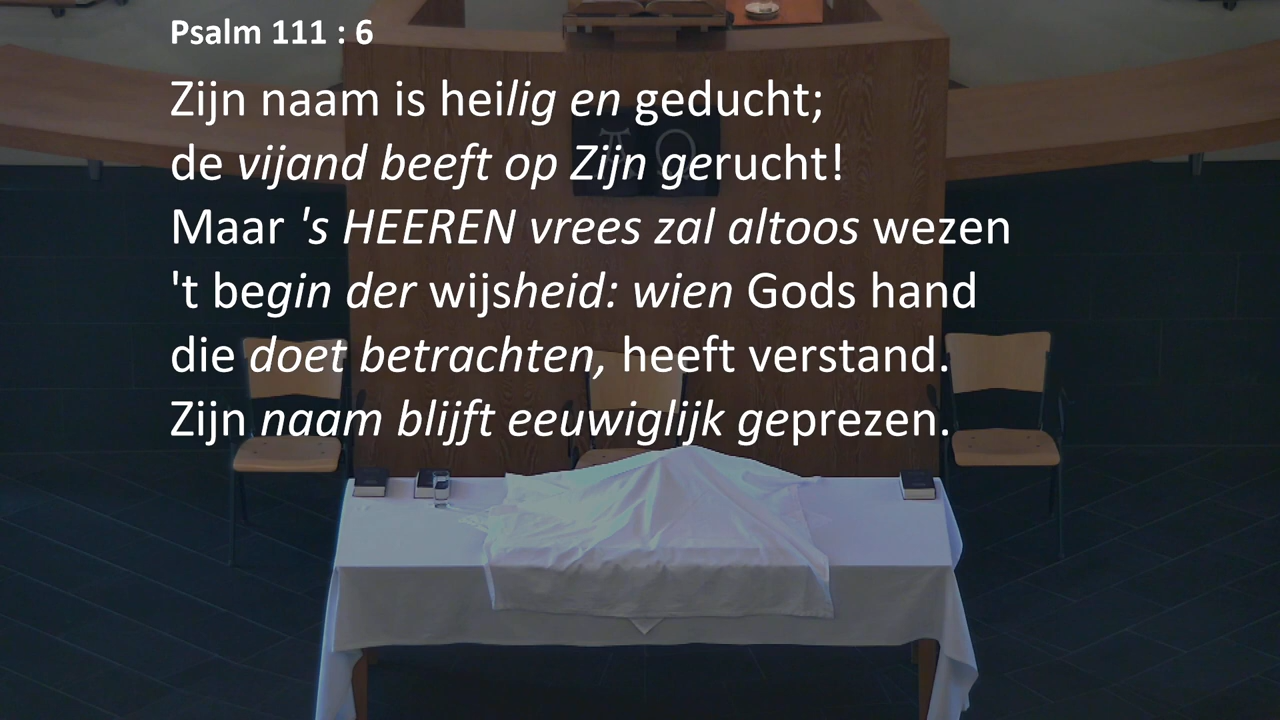 Psalm 111 : 6
Zijn naam is heilig en geducht;
de vijand beeft op Zijn gerucht!
Maar 's HEEREN vrees zal altoos wezen
't begin der wijsheid: wien Gods hand
die doet betrachten, heeft verstand.
Zijn naam blijft eeuwiglijk geprezen.